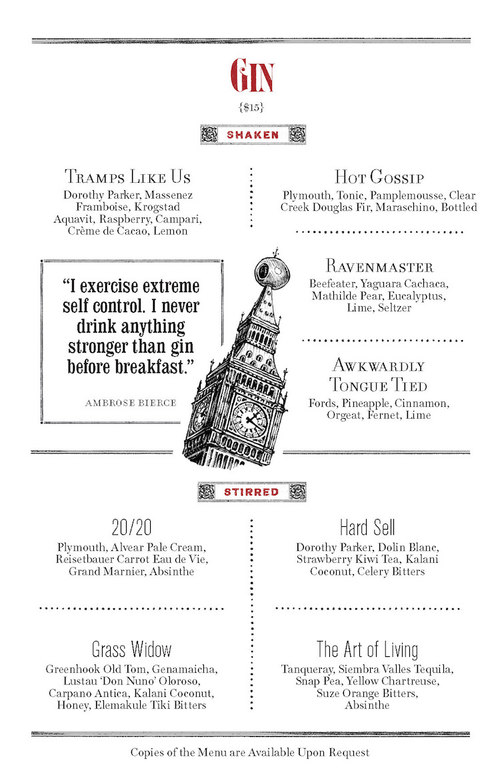 GIN
{$15}
SHAKEN
TRAMPS LIKE US
Dorothy Parker, Massenez
Framboise, Krogstad
Aquavit, Raspberry, Campari,
Crème de Cacao, Lemon
HOT GOSSIP
Plymouth, Tonic, Pamplemousse, Clear
Creek Douglas Fir, Maraschino, Bottled
"I exercise extreme
self control. I never
drink anything
stronger than gin
before breakfast."
AMBROSE BIERCE
RAVENMASTER
Beefeater, Yaguara Cachaca,
Mathilde Pear, Eucalyptus,
Lime, Seltzer
AWKWARDLY
TONGUE TIED
Fords, Pineapple, Cinnamon,
Orgeat, Fernet, Lime
STIRRED
20/20
Plymouth, Alvear Pale Cream,
Reisetbauer Carrot Eau de Vie,
Grand Marnier, Absinthe
Hard Sell
Dorothy Parker, Dolin Blanc,
Strawberry Kiwi Tea, Kalani
Coconut, Celery Bitters
Grass Widow
Greenhook Old Tom, Genamaicha,
Lustau 'Don Nuno' Oloroso,
Carpano Antica, Kalani Coconut,
Honey, Elemakule Tiki Bitters
The Art of Living
Tanqueray, Siembra Valles Tequila,
Snap Pea, Yellow Chartreuse,
Suze Orange Bitters,
Absinthe
Copies of the Menu are Available Upon Request